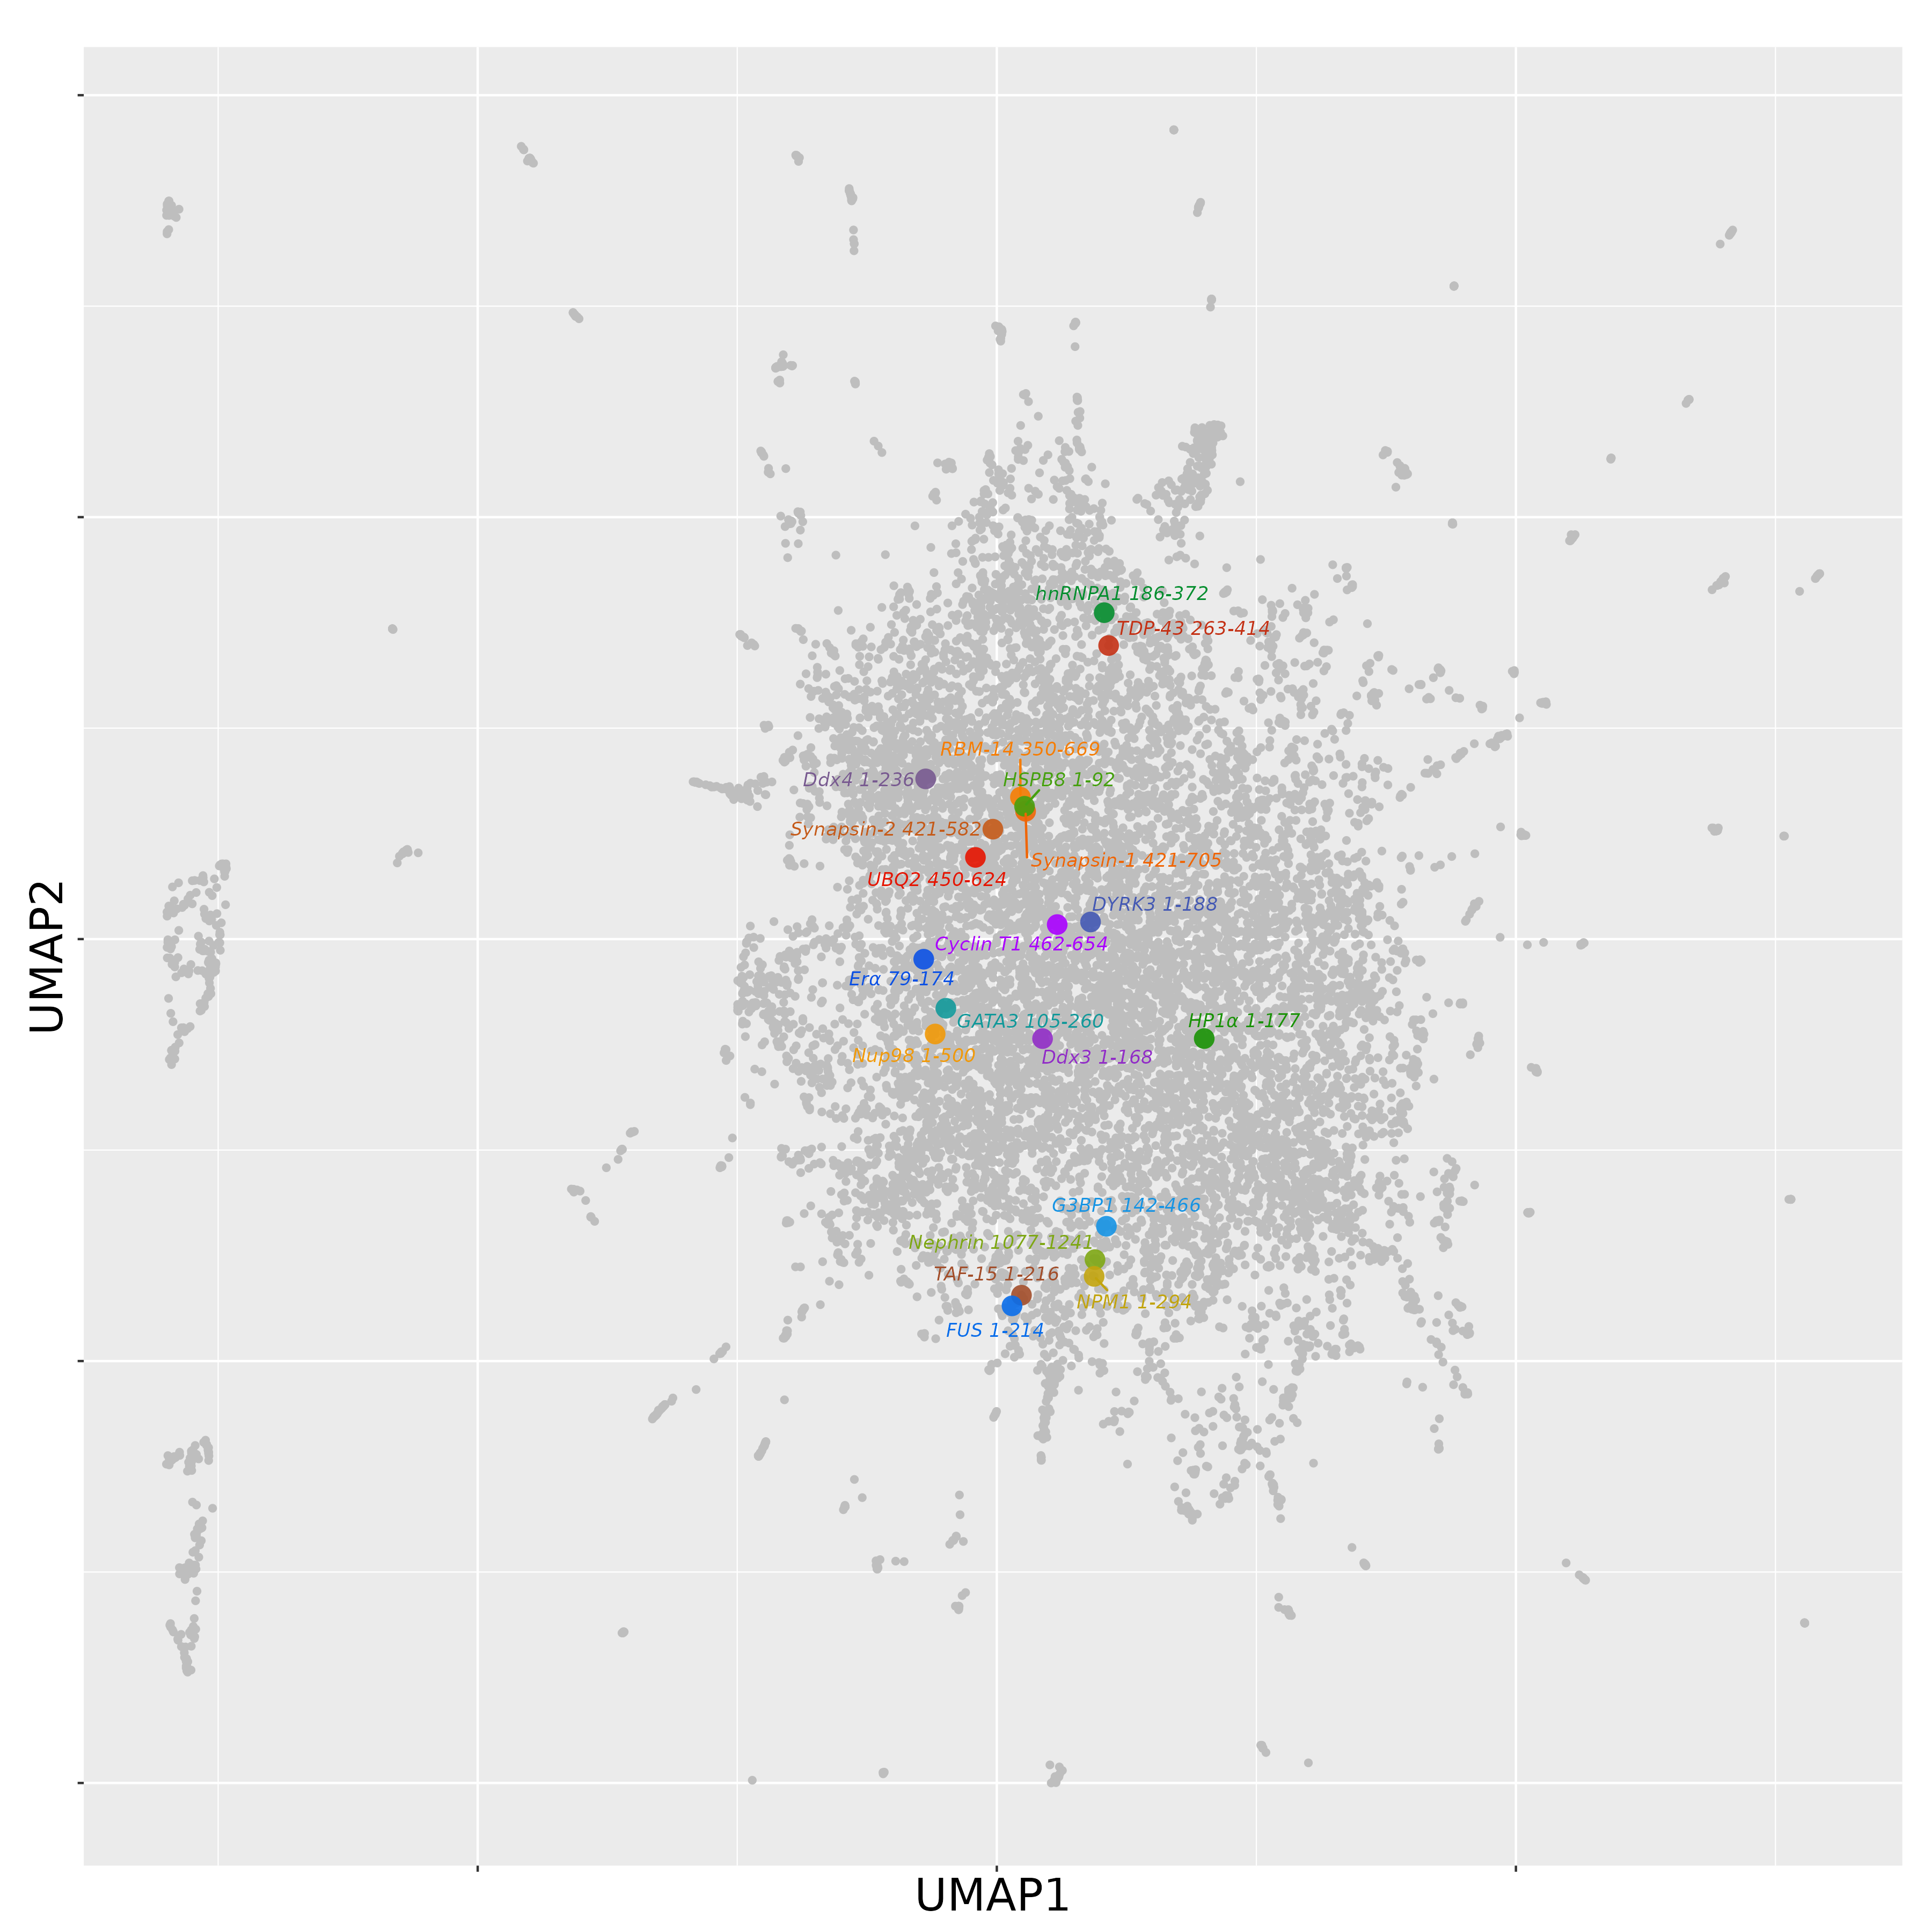 hnRNPA1 186-372
TDP-43 263-414
RBM-14 350-669
Ddx4 1-236
HSPB8 1-92
Synapsin-2 421-582
Synapsin-1 421-705
UBQ2 450-624
DYRK3 1-188
Cyclin T1 462-654
Erα 79-174
GATA3 105-260
HP1α 1-177
Nup98 1-500
Ddx3 1-168
G3BP1 142-466
Nephrin 1077-1241
TAF-15 1-216
NPM1 1-294
FUS 1-214
UMAP2
UMAP1